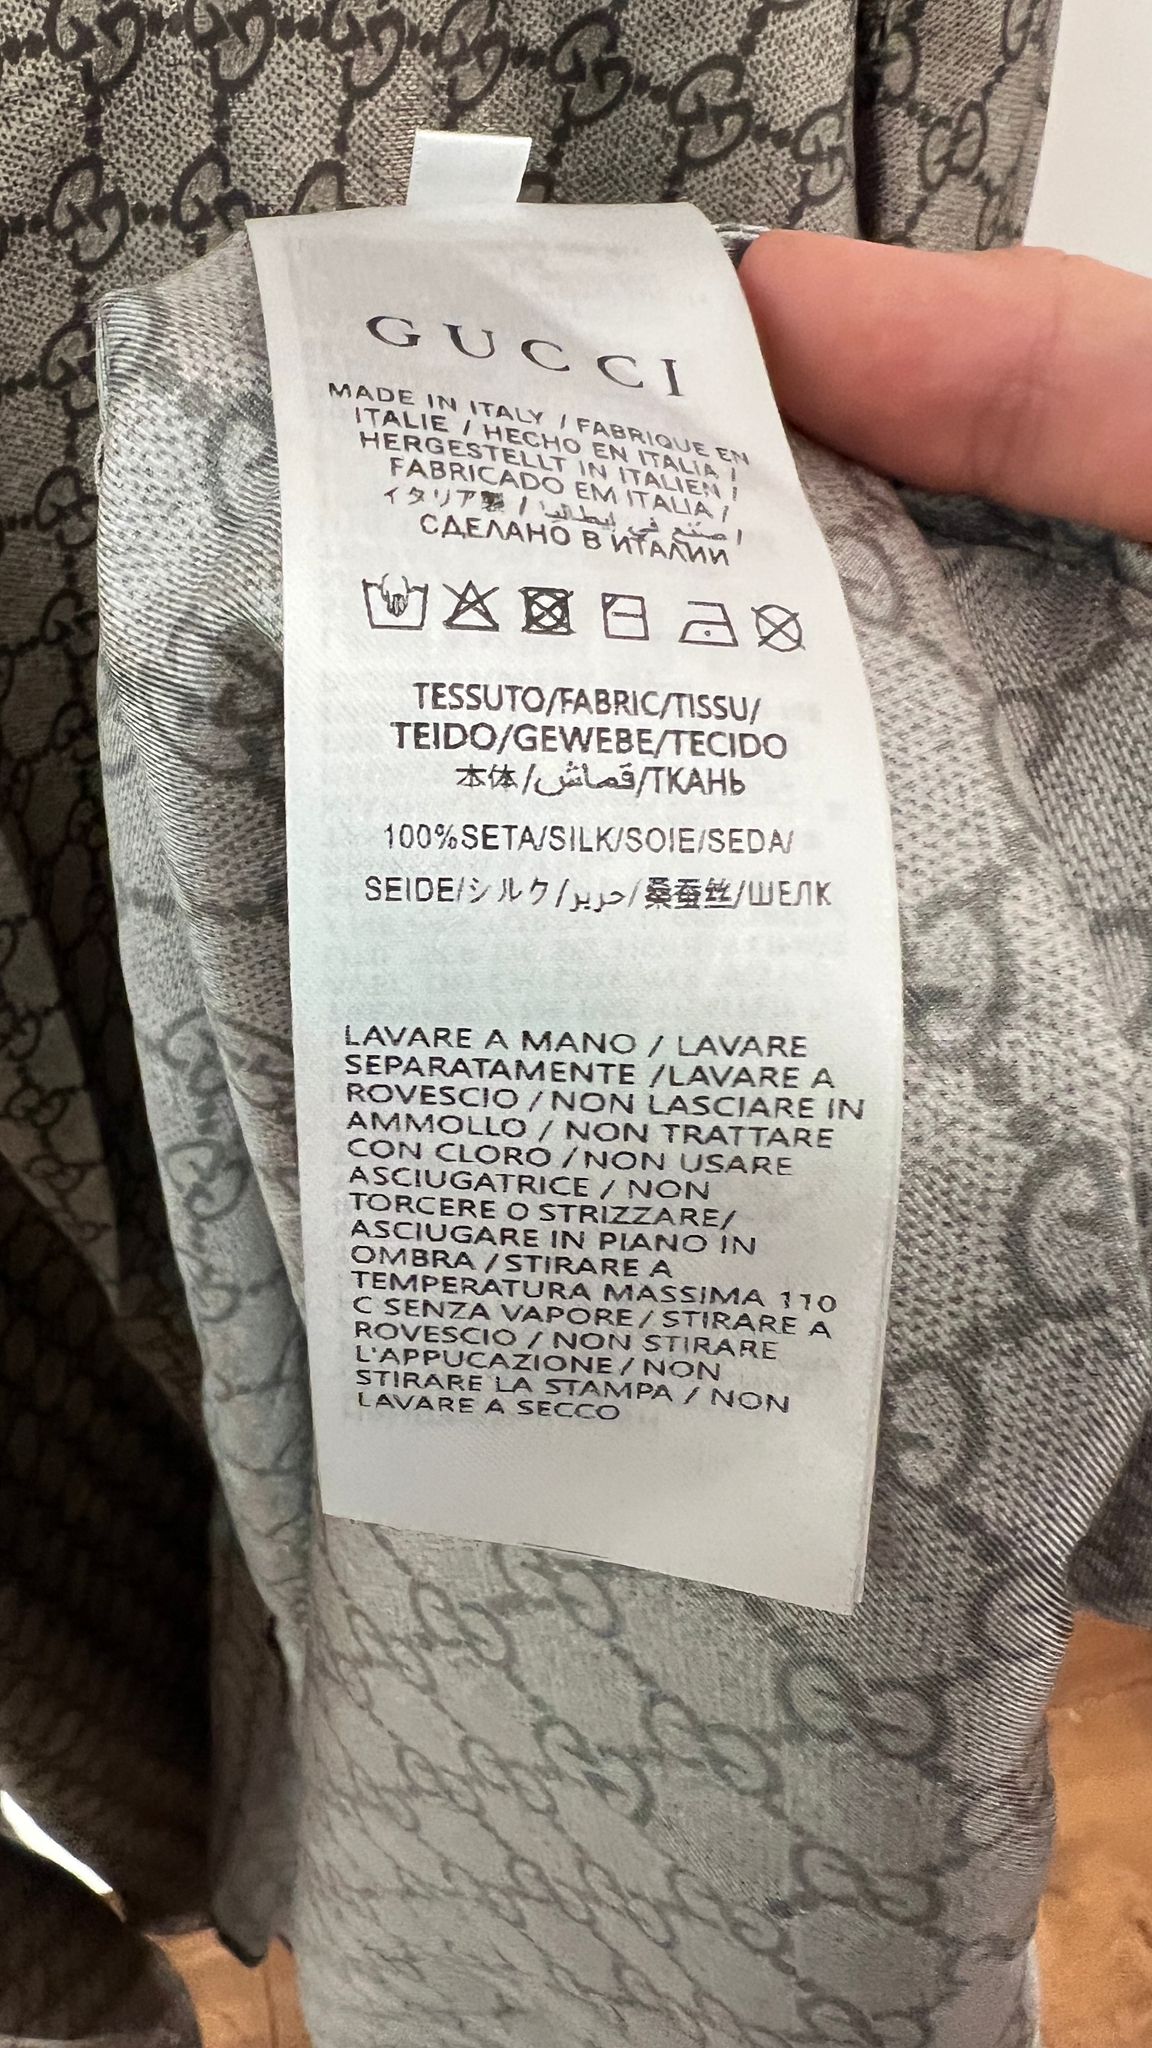 GUCCI
MADE IN ITALY / FABRIQUE EN
ITALIE / HECHO EN ITALIA /
HERGESTELLT IN ITALIEN /
FABRICADO EM ITALIA /
イタリア製 / صنع في إيطاليا /
СДЕЛАНО В ИТАЛИИ
TESSUTO/FABRIC/TISSU/
TEIDO/GEWEBE/TECIDO
本体/قماش/ТКАНЬ
100%SETA/SILK/SOIE/SEDA/
SEIDE/シルク/حرير/桑蚕丝/ШЕЛК
LAVARE A MANO / LAVARE
SEPARATAMENTE /LAVARE A
ROVESCIO / NON LASCIARE IN
AMMOLLO / NON TRATTARE
CON CLORO / NON USARE
ASCIUGATRICE / NON
TORCERE O STRIZZARE/
ASCIUGARE IN PIANO IN
OMBRA / STIRARE A
TEMPERATURA MASSIMA 110
C SENZA VAPORE / STIRARE A
ROVESCIO / NON STIRARE
L'APPUCAZIONE / NON
STIRARE LA STAMPA / NON
LAVARE A SECCO